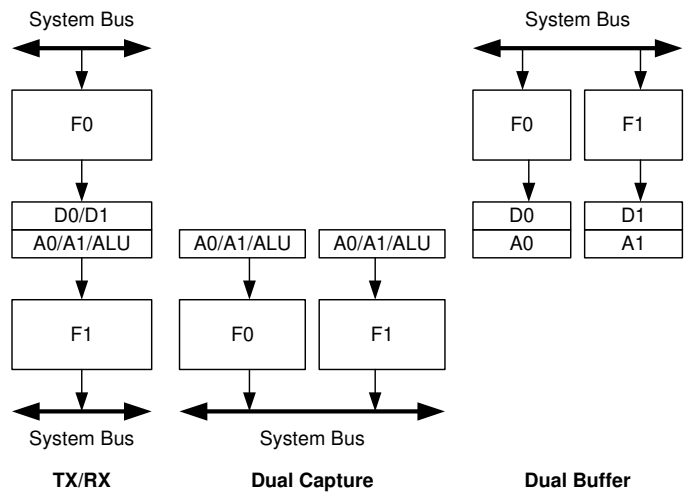 System Bus
System Bus
F0
F0
F1
D0/D1
D0
D1
A0/A1/ALU
A0/A1/ALU
A0/A1/ALU
A0
A1
F1
F0
F1
System Bus
System Bus
TX/RX
Dual Capture
Dual Buffer